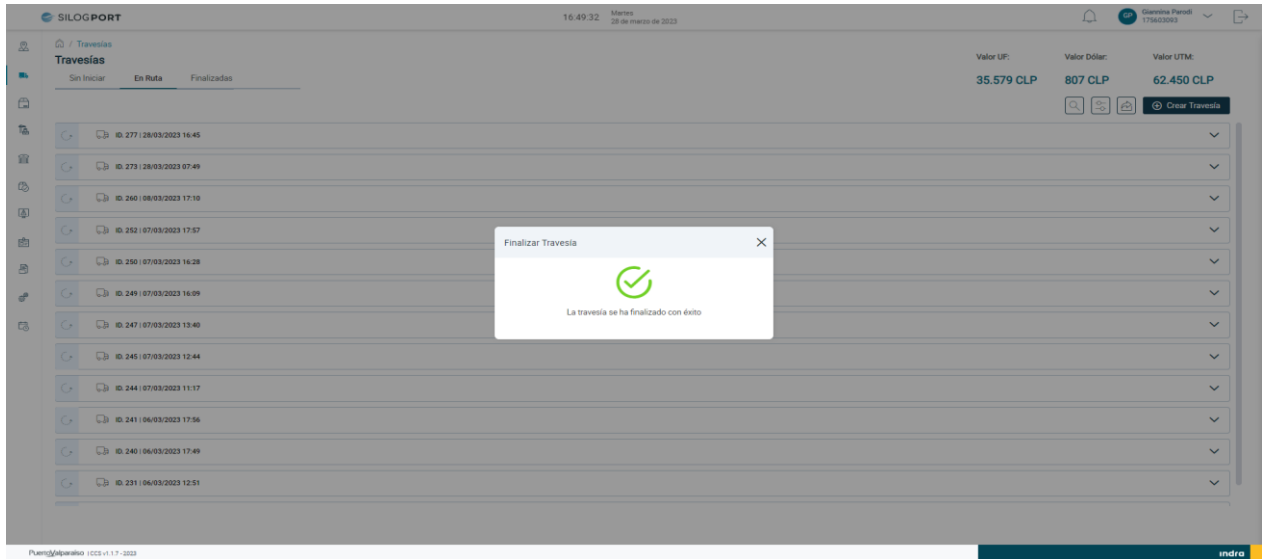 SILOGPORT
16:49:32
Martes
28 de marzo de 2023
GP
Giannina Parodi
175603093
/ Travesías
Travesías
Sin Iniciar
En Ruta
Finalizadas
Valor UF:
Valor Dólar:
Valor UTM:
35.579 CLP
807 CLP
62.450 CLP
Crear Travesía
ID. 277 | 28/03/2023 16:45
ID. 273 | 28/03/2023 07:49
ID. 260 | 08/03/2023 17:10
ID. 252 | 07/03/2023 17:57
ID. 250 | 07/03/2023 16:28
ID. 249 | 07/03/2023 16:09
ID. 247 | 07/03/2023 13:40
ID. 245 | 07/03/2023 12:44
ID. 244 | 07/03/2023 11:17
ID. 241 | 06/03/2023 17:56
ID. 240 | 06/03/2023 17:49
ID. 231 | 06/03/2023 12:51
Finalizar Travesía
La travesía se ha finalizado con éxito
PuertoValparaíso | CCS v1.1.7 - 2023
indra